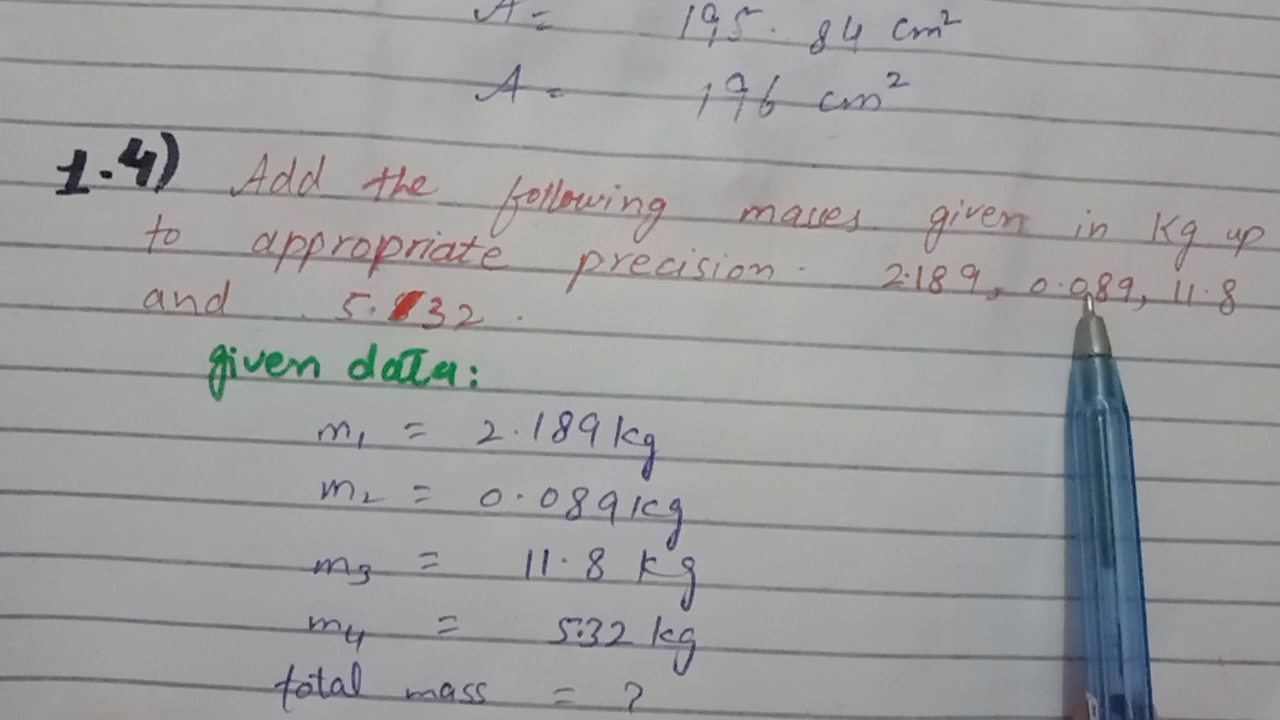 A = 195.84 cm²
A = 196 cm²
1.4) Add the following masses given in Kg up
to appropriate precision. 2.189, 0.089, 11.8
and 5.32.
given data:
m₁ = 2.189 kg
m₂ = 0.089 kg
m₃ = 11.8 kg
m₄ = 5.32 kg
total mass = ?